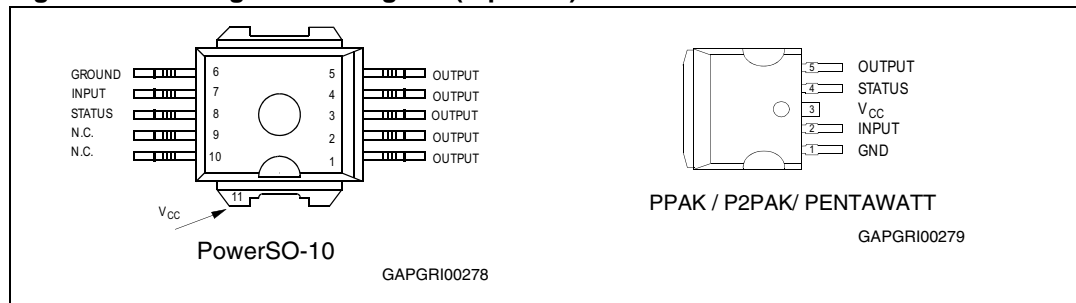 GROUND 6 5 OUTPUT
INPUT 7 4 OUTPUT
STATUS 8 3 OUTPUT
N.C. 9 2 OUTPUT
N.C. 10 1 OUTPUT
11
VCC
PowerSO-10
GAPGRI00278
5 OUTPUT
4 STATUS
3 VCC
2 INPUT
1 GND
PPAK / P2PAK/ PENTAWATT
GAPGRI00279